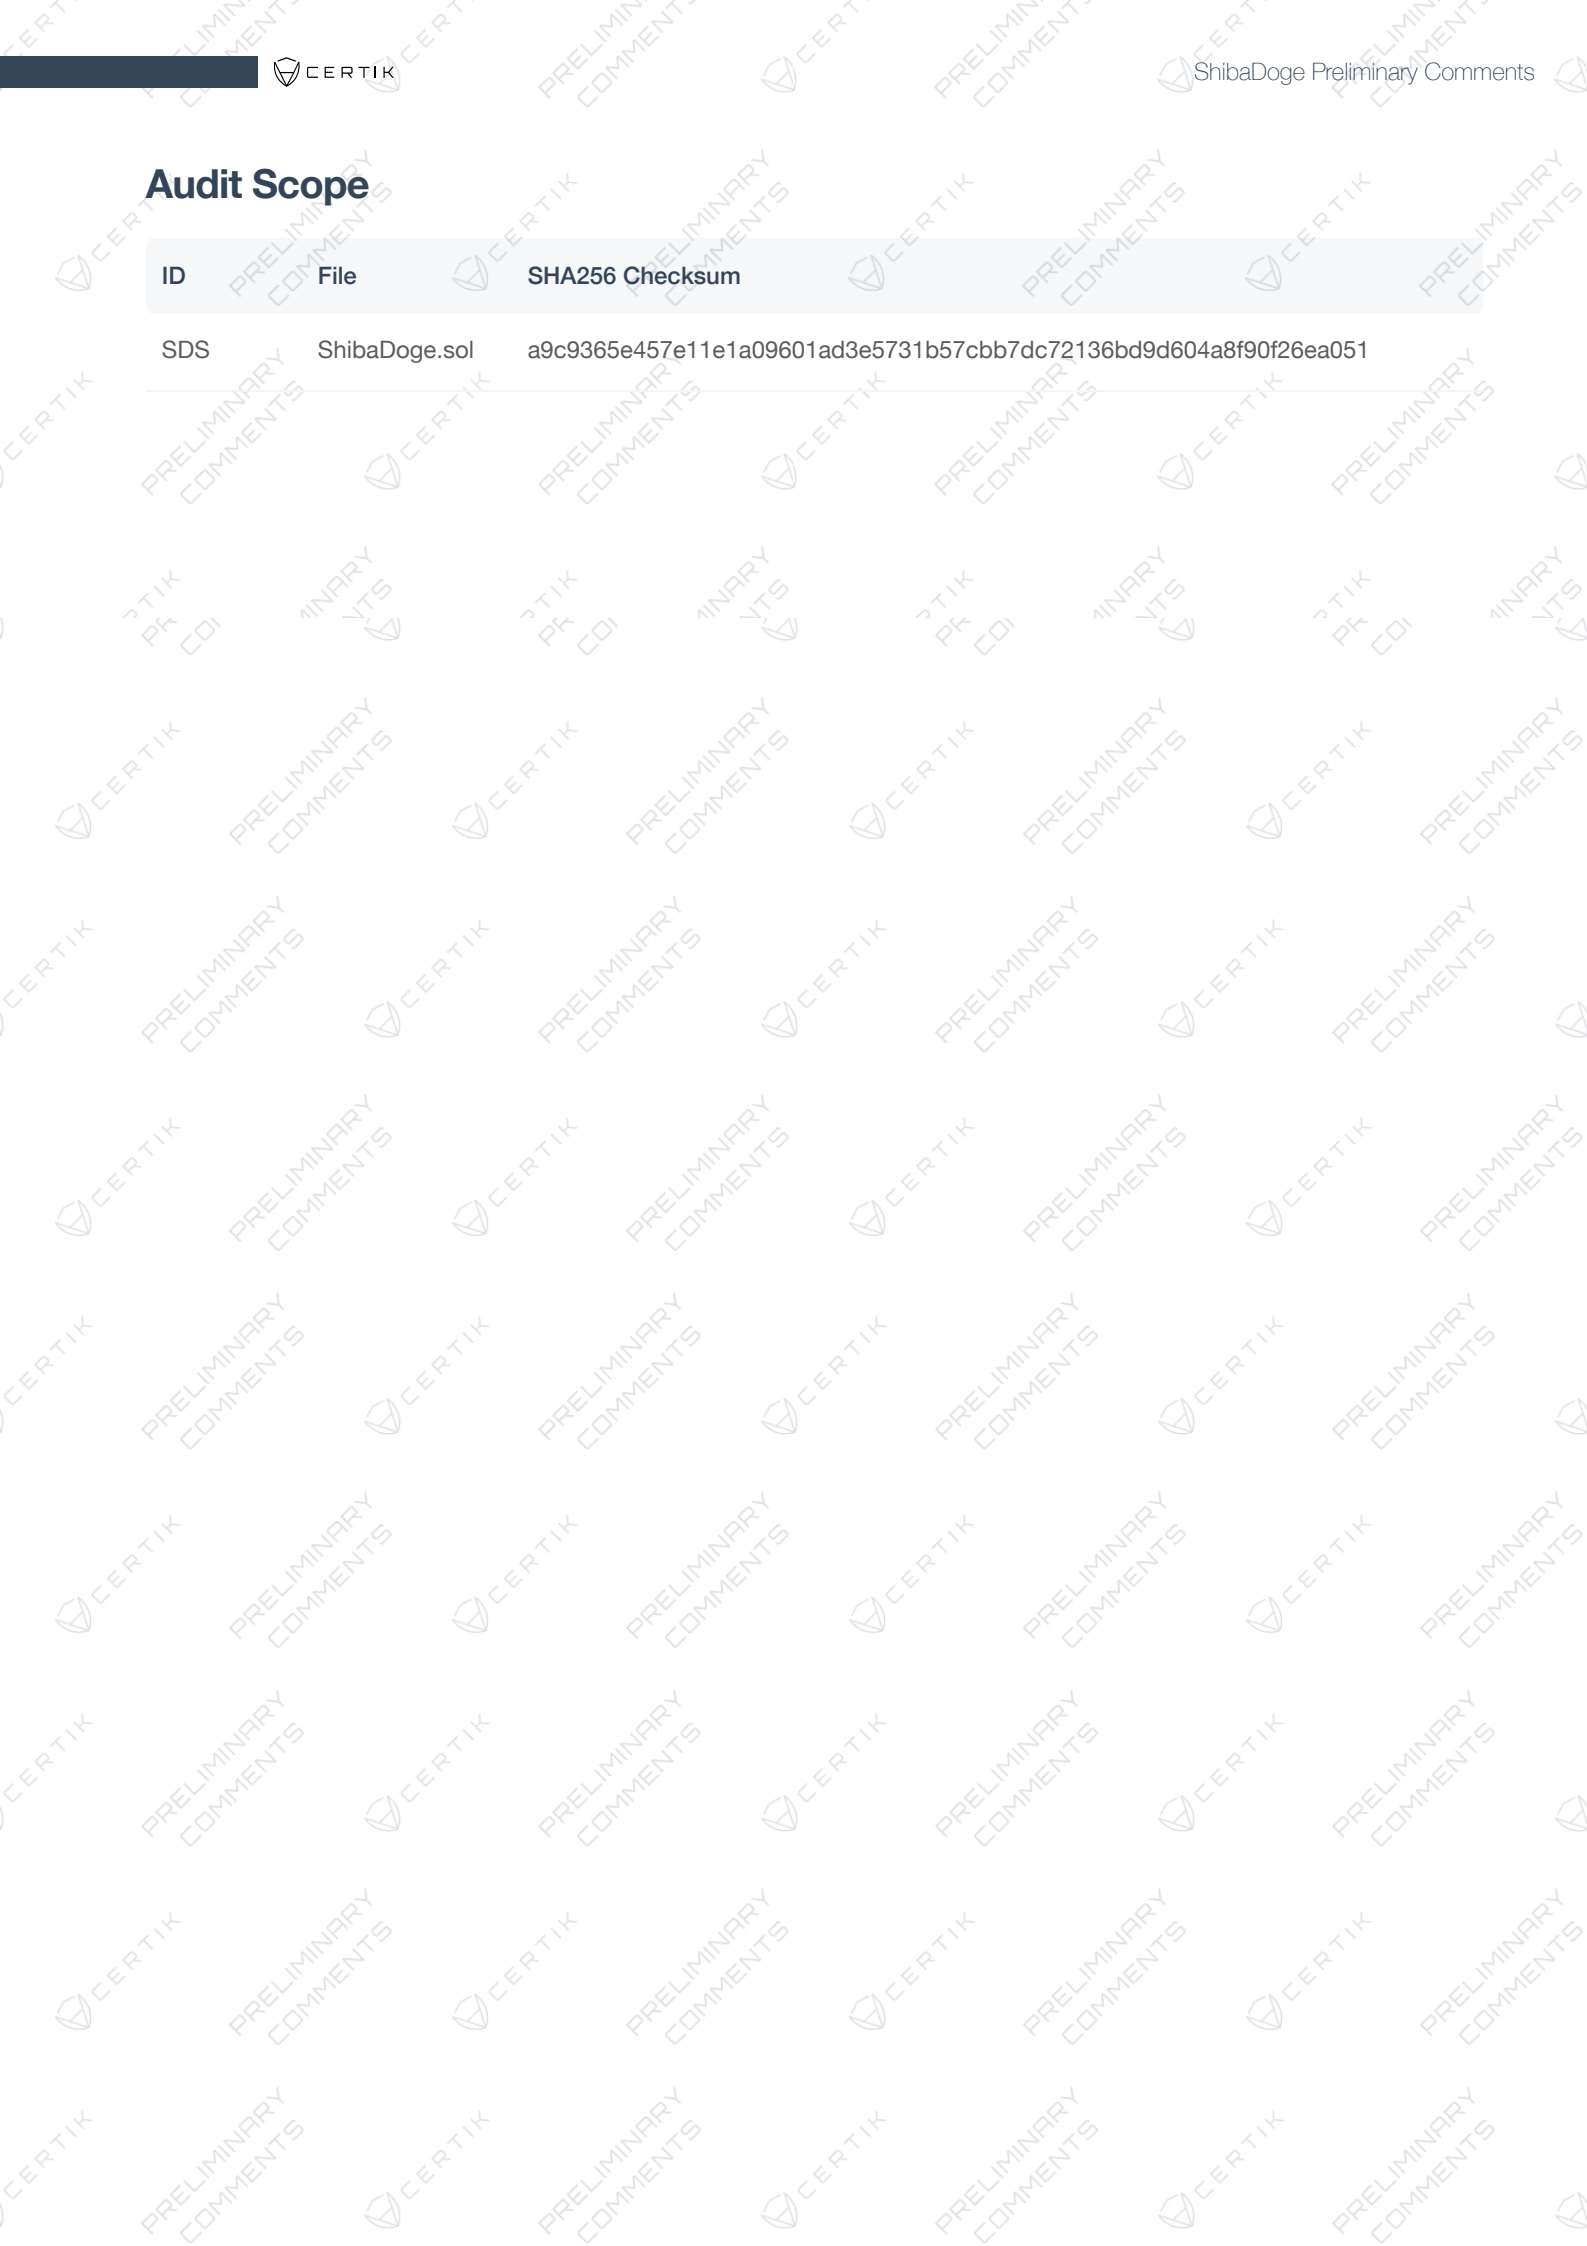 CERTIK
ShibaDoge Preliminary Comments
Audit Scope
ID File SHA256 Checksum
SDS ShibaDoge.sol a9c9365e457e11e1a09601ad3e5731b57cbb7dc72136bd9d604a8f90f26ea051